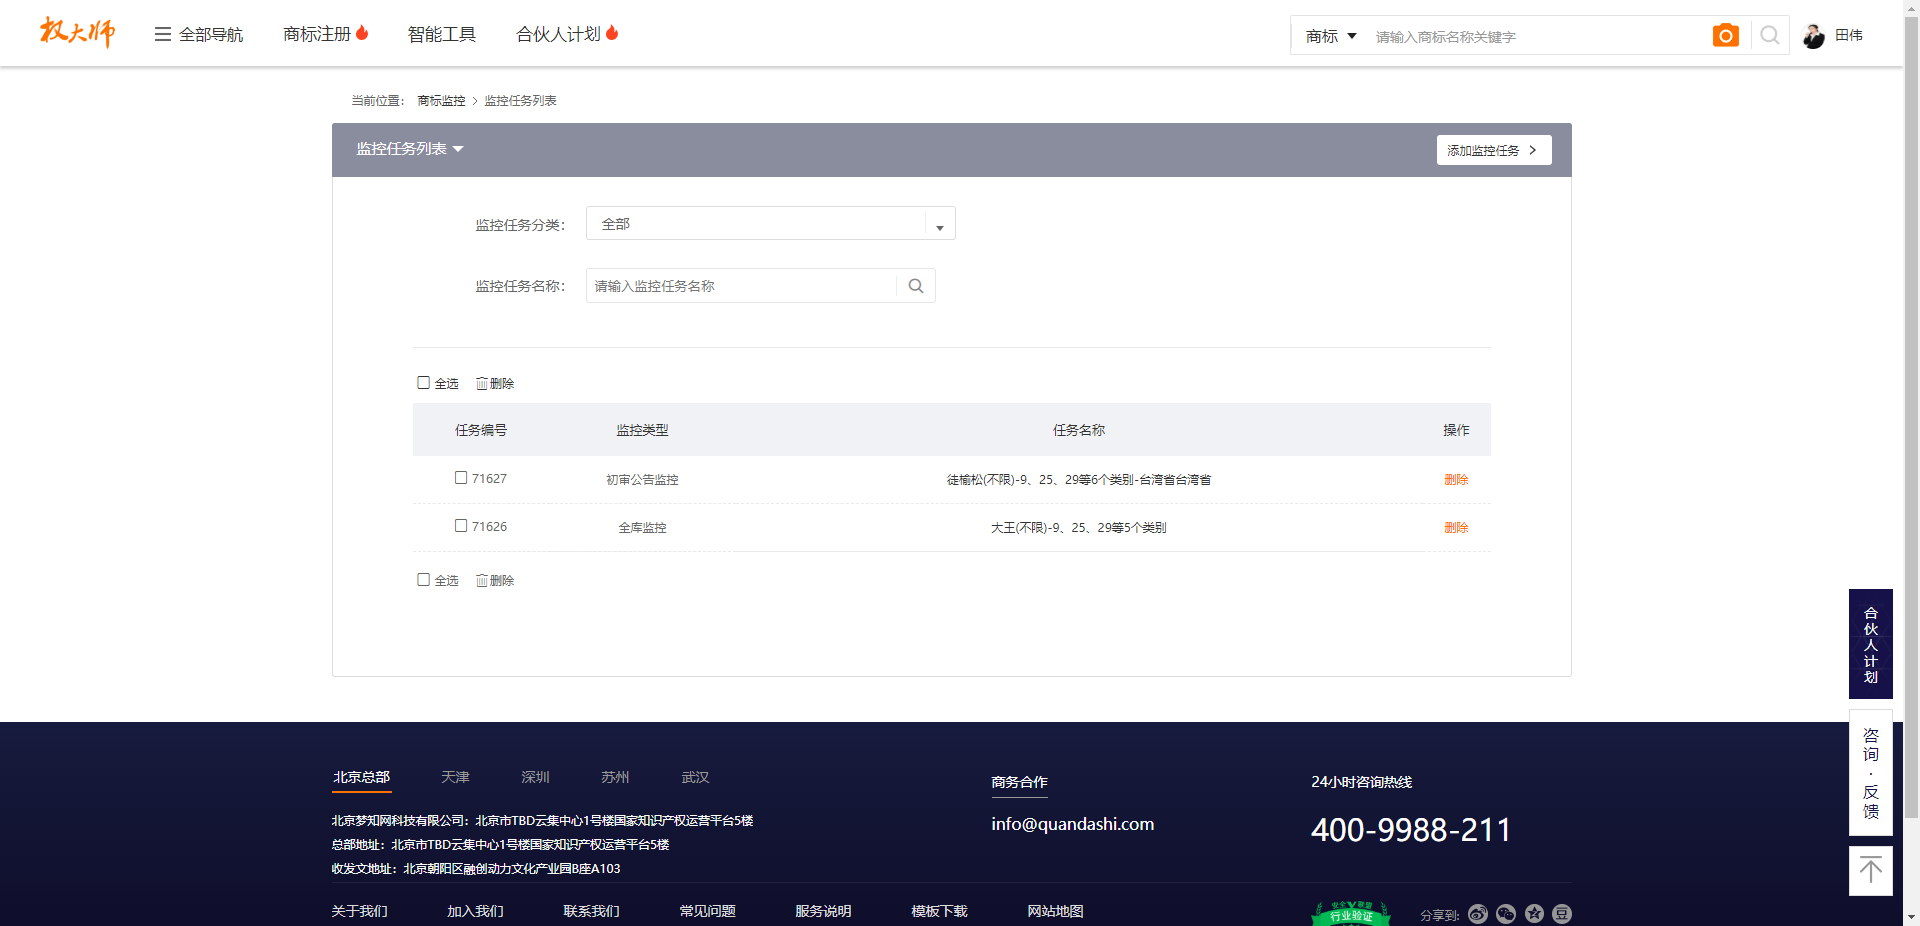 权大师
全部导航
商标注册
智能工具
合伙人计划
商标
请输入商标名称关键字
田伟
当前位置： 商标监控 > 监控任务列表
监控任务列表
添加监控任务 >
监控任务分类：
全部
监控任务名称：
请输入监控任务名称
全选 删除
任务编号 监控类型 任务名称 操作
71627 初审公告监控 徒榆松(不限)-9、25、29等6个类别-台湾省台湾省 删除
71626 全库监控 大王(不限)-9、25、29等5个类别 删除
全选 删除
合伙人计划
咨询·反馈
北京总部 天津 深圳 苏州 武汉
北京梦知网科技有限公司：北京市TBD云集中心1号楼国家知识产权运营平台5楼
总部地址：北京市TBD云集中心1号楼国家知识产权运营平台5楼
收发文地址：北京朝阳区融创动力文化产业园B座A103
商务合作
info@quandashi.com
24小时咨询热线
400-9988-211
关于我们 加入我们 联系我们 常见问题 服务说明 模板下载 网站地图
安全联盟
行业验证
分享到:
豆